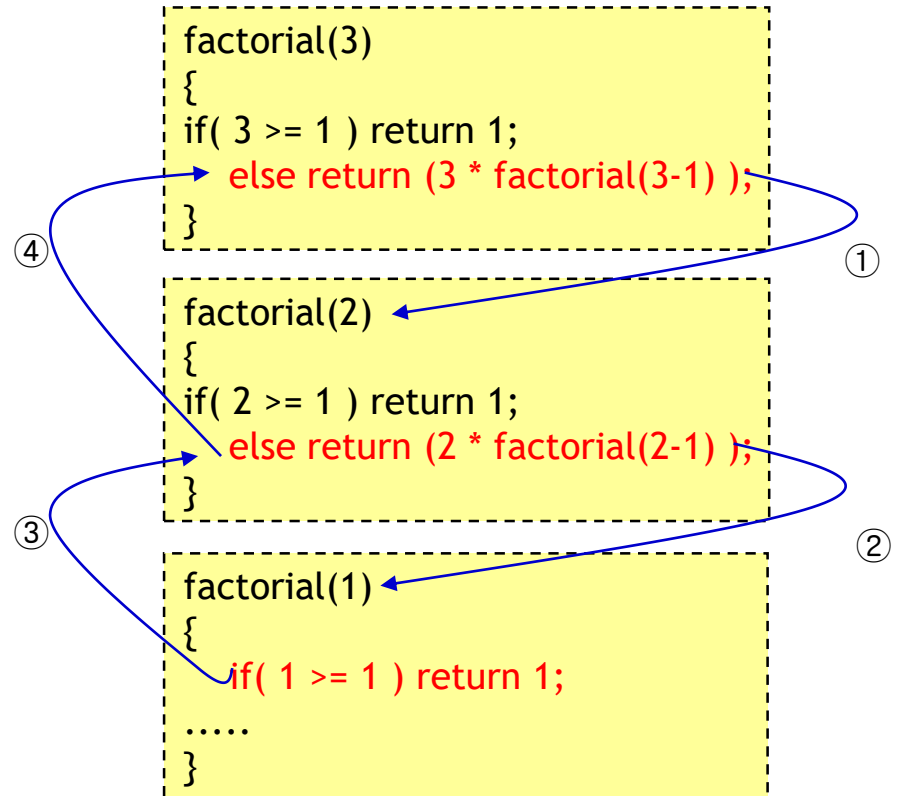 factorial(3)
{
if( 3 >= 1 ) return 1;
else return (3 * factorial(3-1) );
}
④
①
factorial(2)
{
if( 2 >= 1 ) return 1;
else return (2 * factorial(2-1) );
}
③
②
factorial(1)
{
if( 1 >= 1 ) return 1;
.....
}